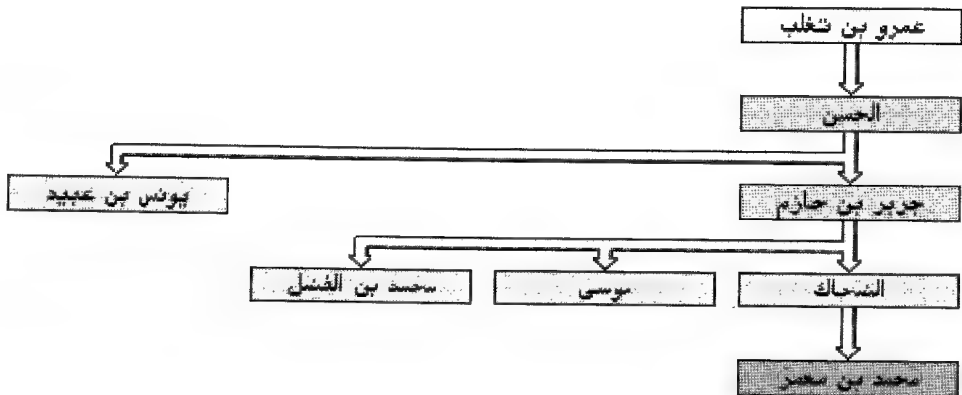 عمرو بن تغلب
الحسن
جرير بن حازم
يونس بن عبيد
الضحاك
موسى
محمد بن الفضل
محمد بن معمر